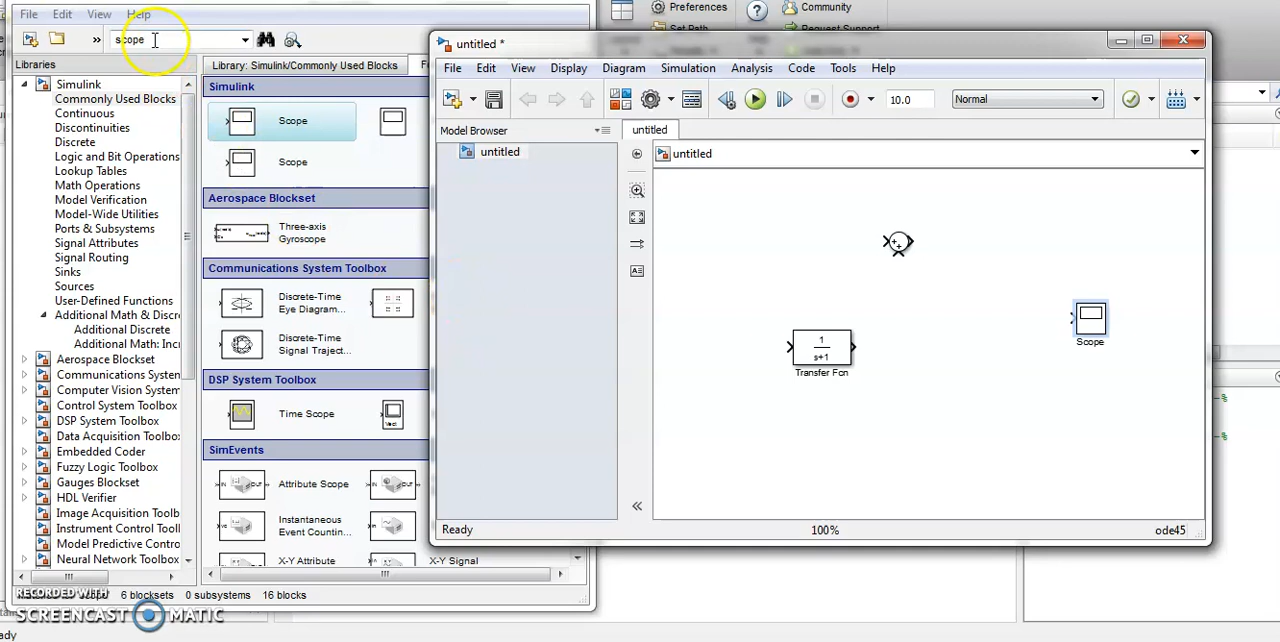 File Edit View Help
» scope
Libraries
Library: Simulink/Commonly Used Blocks
Simulink
Commonly Used Blocks
Continuous
Discontinuities
Discrete
Logic and Bit Operations
Lookup Tables
Math Operations
Model Verification
Model-Wide Utilities
Ports & Subsystems
Signal Attributes
Signal Routing
Sinks
Sources
User-Defined Functions
Additional Math & Discre
Additional Discrete
Additional Math: Inc
Aerospace Blockset
Communications System
Computer Vision System
Control System Toolbox
DSP System Toolbox
Data Acquisition Toolbo
Embedded Coder
Fuzzy Logic Toolbox
Gauges Blockset
HDL Verifier
Image Acquisition Toolb
Instrument Control Tool
Model Predictive Contro
Neural Network Toolbox
Simulink
Scope
Scope
Aerospace Blockset
Three-axis
Gyroscope
Communications System Toolbox
Discrete-Time
Eye Diagram...
Discrete-Time
Signal Traject...
DSP System Toolbox
Time Scope
SimEvents
Attribute Scope
Instantaneous
Event Countin...
X-Y Attribute
X-Y Signal
6 blocksets 0 subsystems 16 blocks
RECORDED WITH
SCREENCAST MATIC
Preferences
Set Path
Community
Request Support
untitled *
File Edit View Display Diagram Simulation Analysis Code Tools Help
10.0 Normal
Model Browser
untitled
untitled
untitled
1
s+1
Transfer Fcn
Scope
Ready 100% ode45